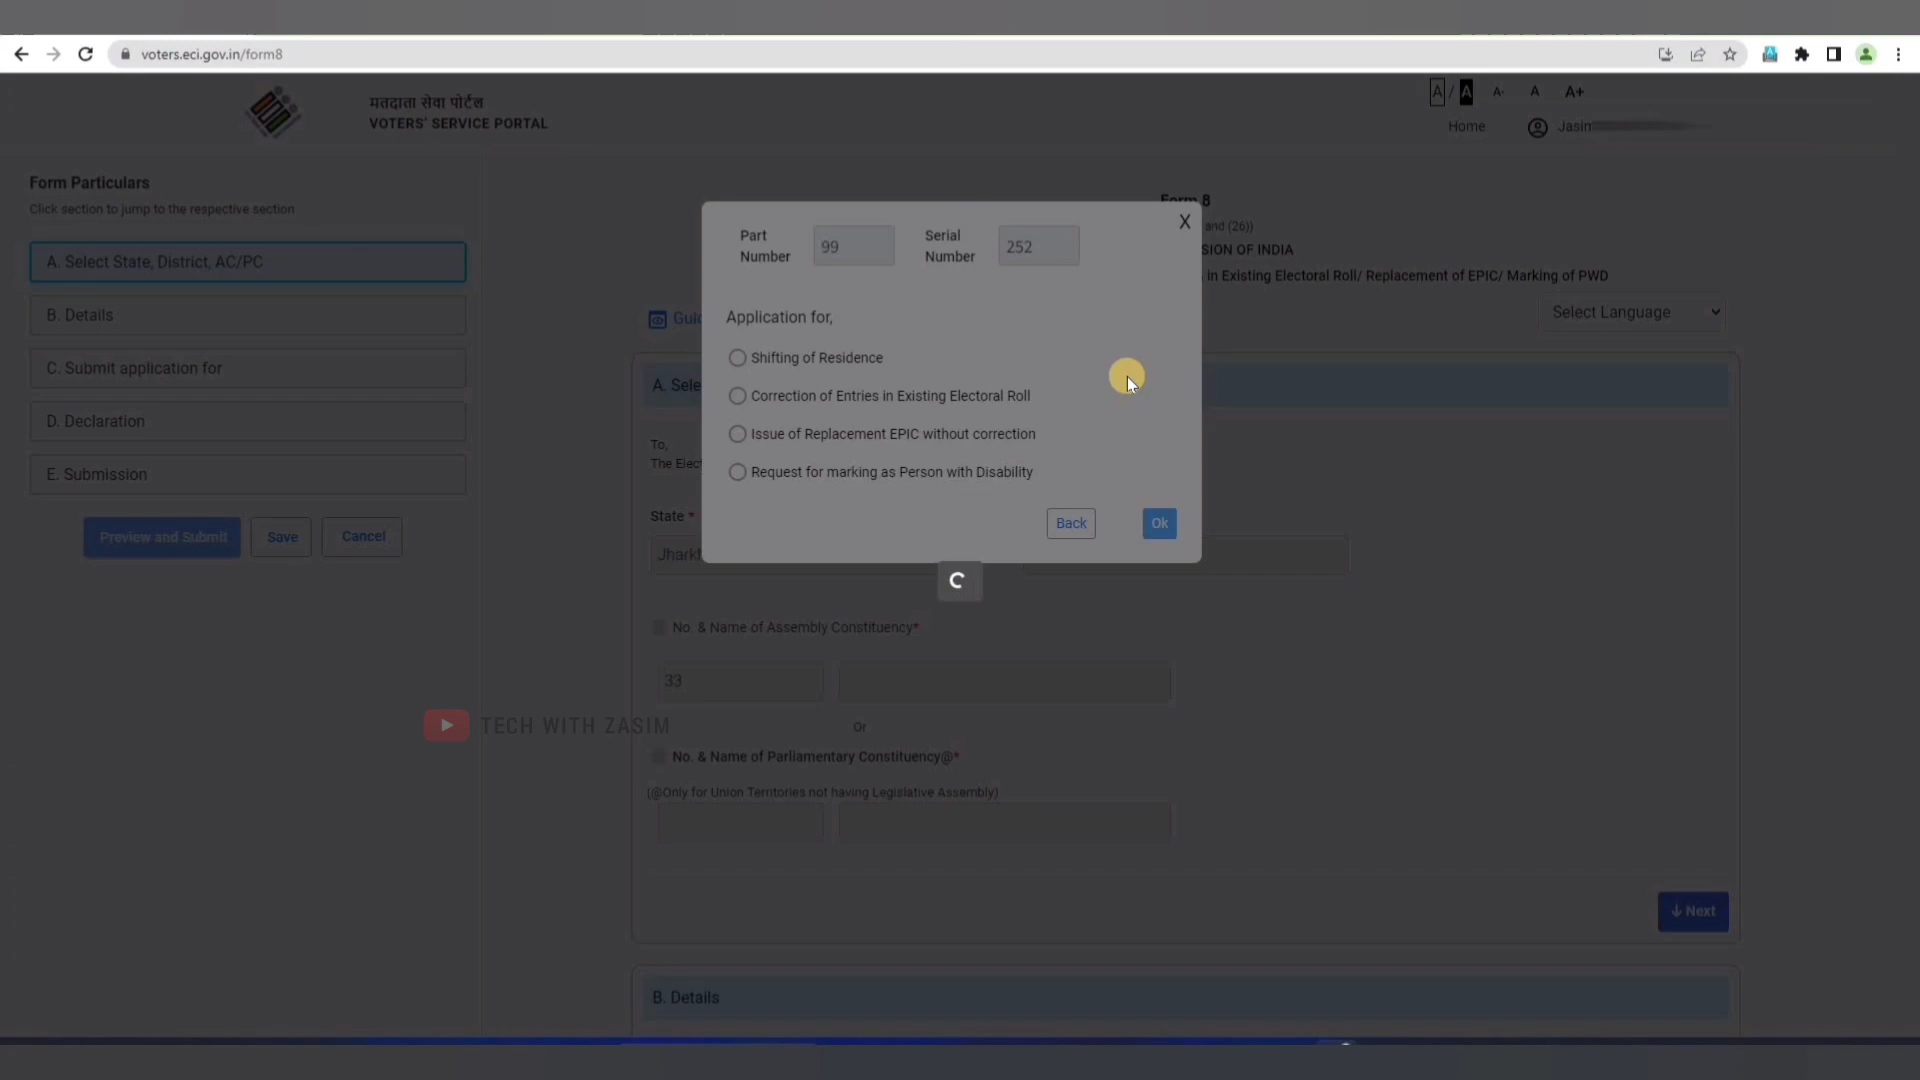 voters.eci.gov.in/form8
मतदाता सेवा पोर्टल
VOTERS' SERVICE PORTAL
A / A A- A A+
Home
Jasim
Form Particulars
Click section to jump to the respective section
A. Select State, District, AC/PC
B. Details
C. Submit application for
D. Declaration
E. Submission
Preview and Submit
Save
Cancel
Form 8
and (26))
SION OF INDIA
in Existing Electoral Roll/ Replacement of EPIC/ Marking of PWD
Select Language
X
Part Number
99
Serial Number
252
Application for,
Shifting of Residence
Correction of Entries in Existing Electoral Roll
Issue of Replacement EPIC without correction
Request for marking as Person with Disability
Back
Ok
A. Sele
To,
The Elect
State *
Jhark
No. & Name of Assembly Constituency*
33
Or
TECH WITH ZASIM
No. & Name of Parliamentary Constituency@*
(@Only for Union Territories not having Legislative Assembly)
Next
B. Details